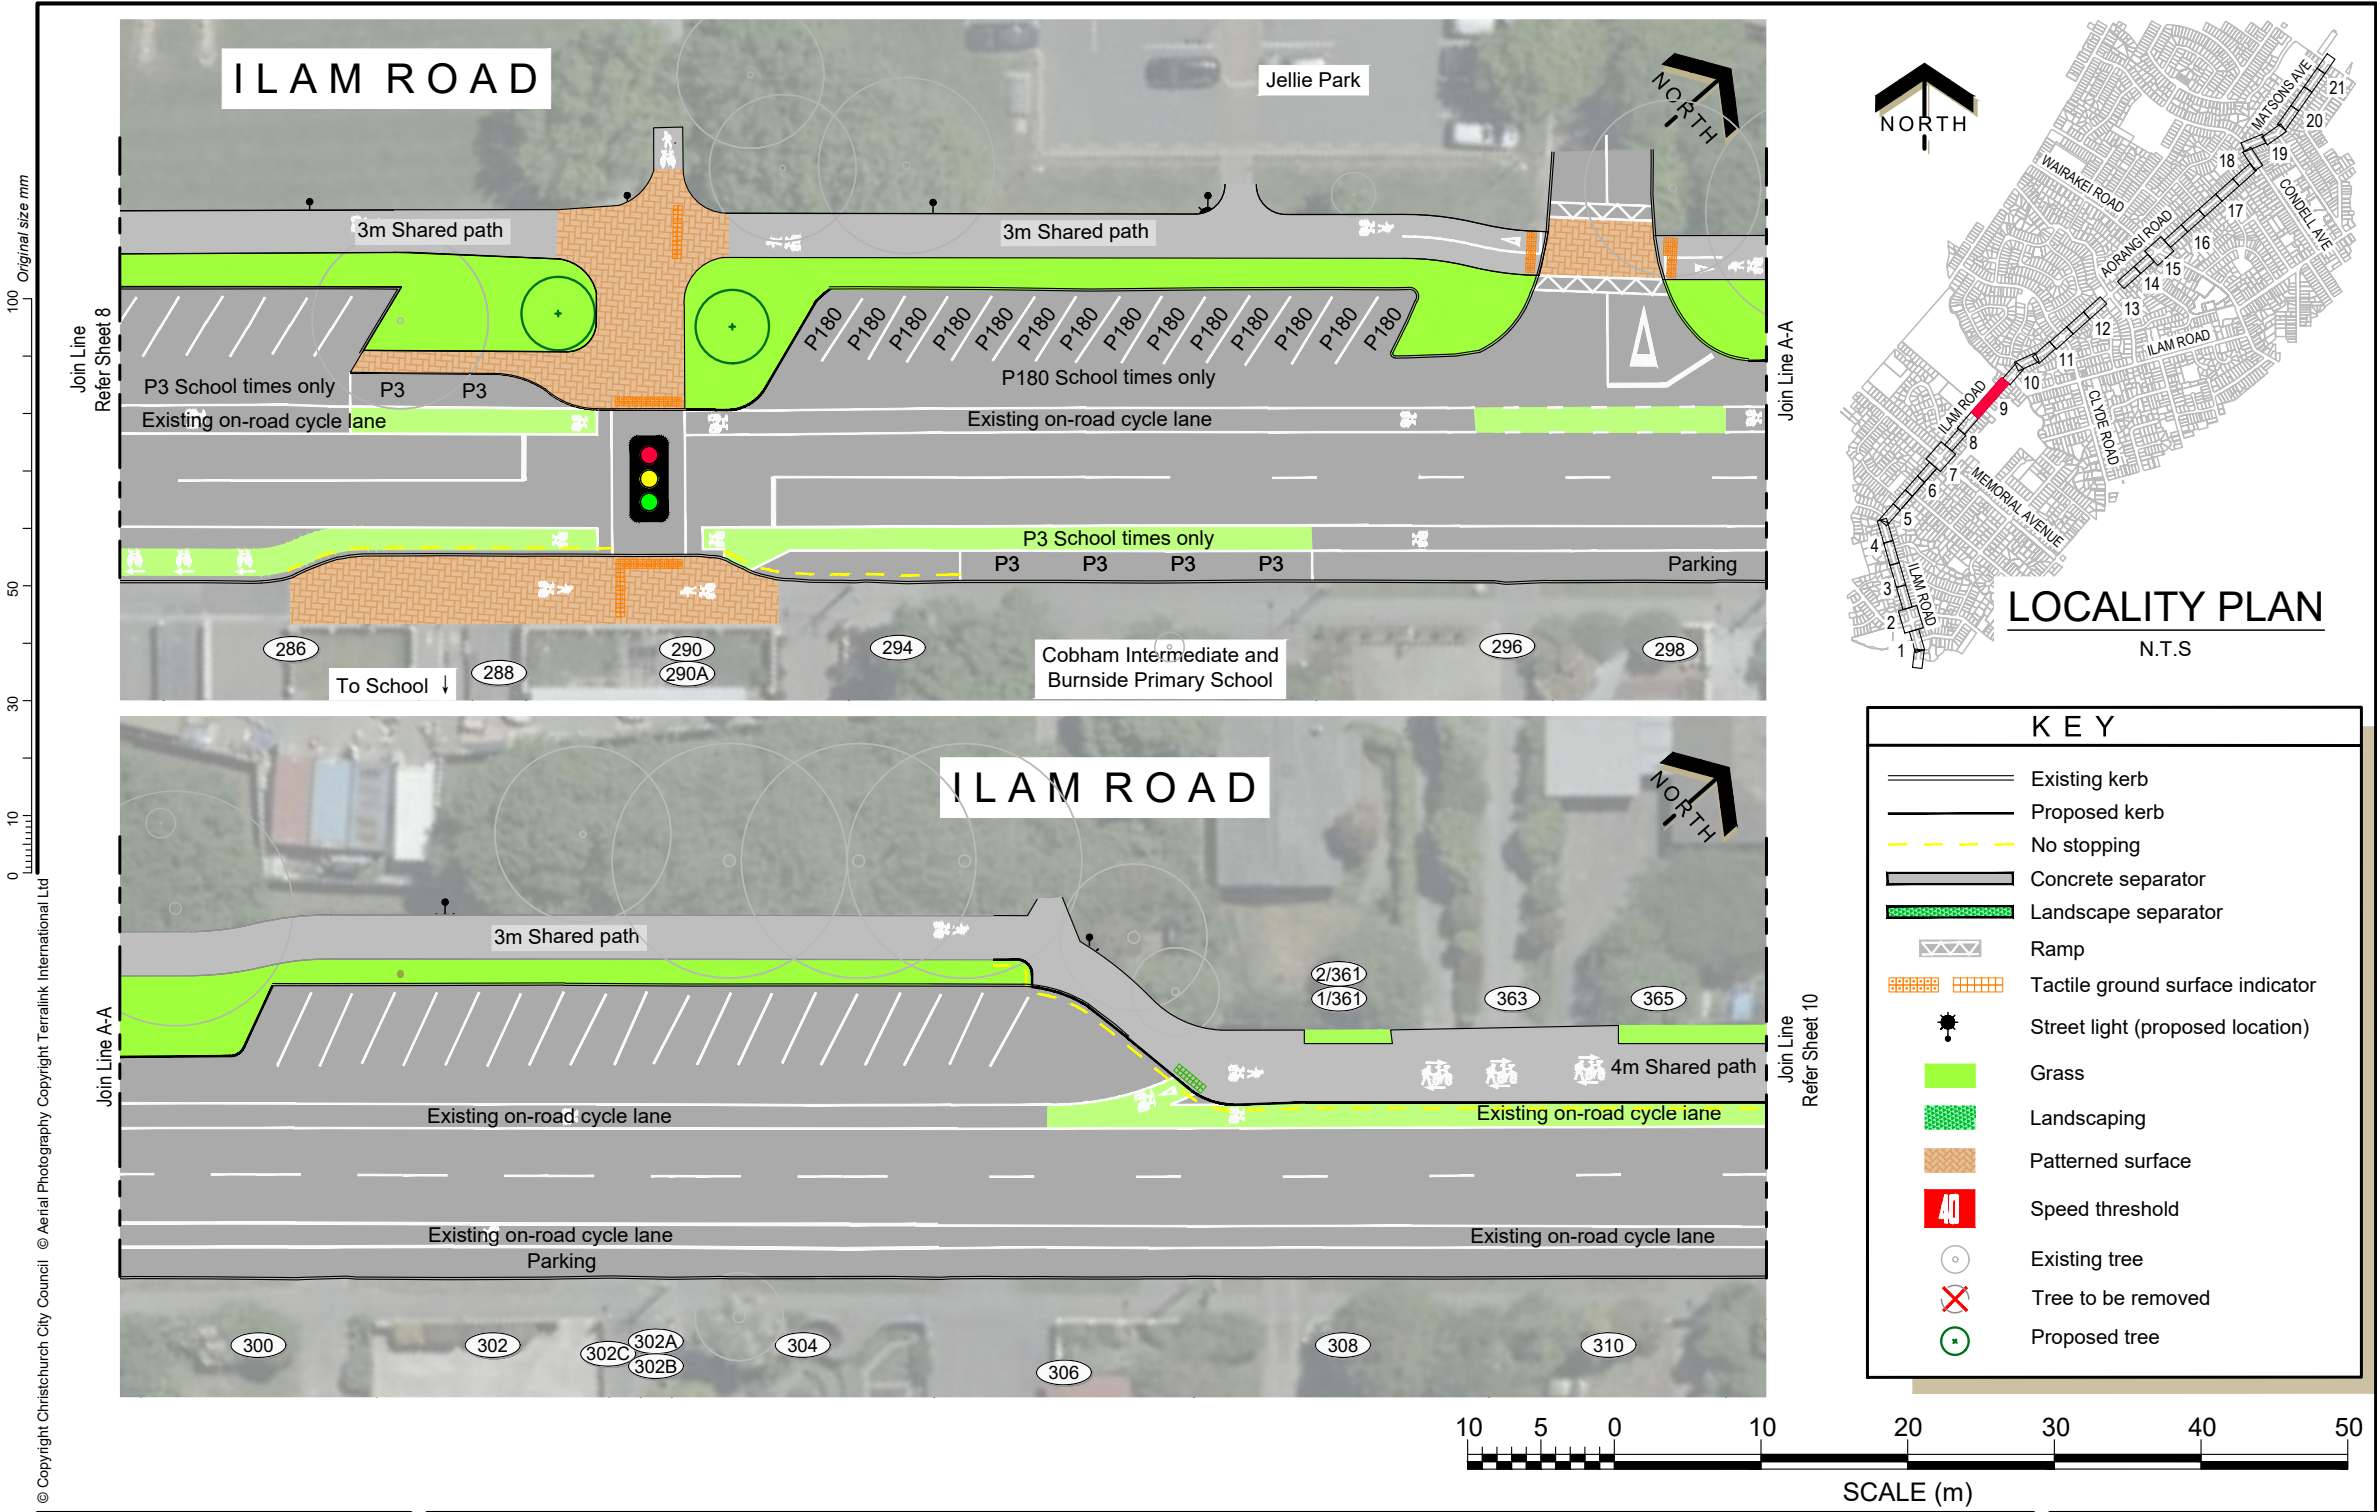 ILAM ROAD
Jellie Park
NORTH
3m Shared path
3m Shared path
P180
P180
P180
P180
P180
P180
P180
P180
P180
P180
P180
P180
P180
P180
P3 School times only
P3
P3
P180 School times only
Existing on-road cycle lane
Existing on-road cycle lane
P3 School times only
P3
P3
P3
P3
Parking
286
288
290
290A
294
296
298
To School ↓
Cobham Intermediate and
Burnside Primary School
Join Line
Refer Sheet 8
Join Line A-A
ILAM ROAD
NORTH
3m Shared path
2/361
1/361
363
365
4m Shared path
Existing on-road cycle lane
Existing on-road cycle lane
Existing on-road cycle lane
Existing on-road cycle lane
Parking
300
302
302C
302A
302B
304
306
308
310
Join Line A-A
Join Line
Refer Sheet 10
NORTH
MATSONS AVE
WAIRAKEI ROAD
CONDELL AVE
AORANGI ROAD
ILAM ROAD
ILAM ROAD
CLYDE ROAD
MEMORIAL AVENUE
ILAM ROAD
21
20
19
18
17
16
15
14
13
12
11
10
9
8
7
6
5
4
3
2
1
LOCALITY PLAN
N.T.S
KEY
Existing kerb
Proposed kerb
No stopping
Concrete separator
Landscape separator
Ramp
Tactile ground surface indicator
Street light (proposed location)
Grass
Landscaping
Patterned surface
40
Speed threshold
Existing tree
Tree to be removed
Proposed tree
10 5 0 10 20 30 40 50
SCALE (m)
Original size mm
100
50
30
10
0
© Copyright Christchurch City Council © Aerial Photography Copyright Terralink International Ltd